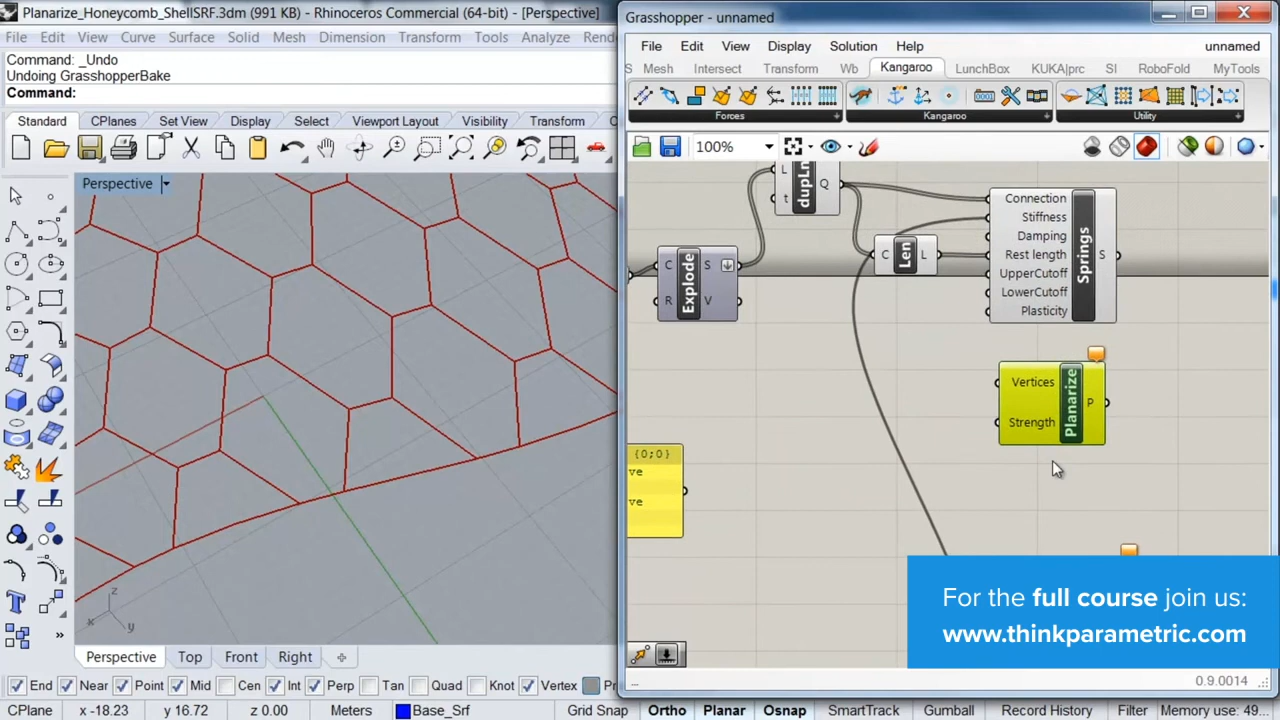 Planarize_Honeycomb_ShellSRF.3dm (991 KB) - Rhinoceros Commercial (64-bit) - [Perspective]
File Edit View Curve Surface Solid Mesh Dimension Transform Tools Analyze
Command: _Undo
Undoing GrasshopperBake
Command:
Standard CPlanes Set View Display Select Viewport Layout Visibility Transform
Perspective
z
x
y
Perspective Top Front Right
End Near Point Mid Cen Int Perp Tan Quad Knot Vertex
CPlane x -18.23 y 16.72 z 0.00 Meters Base_Srf Grid Snap Ortho Planar Osnap SmartTrack Gumball Record History Filter Memory use: 49...
Grasshopper - unnamed
File Edit View Display Solution Help unnamed
S Mesh Intersect Transform Wb Kangaroo LunchBox KUKA|prc SI RoboFold MyTools
Forces Kangaroo Utility
100%
L
t
dupLn
Q
C
R
Explode
S
V
C
Len
L
Connection
Stiffness
Damping
Rest length
UpperCutoff
LowerCutoff
Plasticity
Springs
S
Vertices
Strength
Planarize
P
{0;0}
ve
ve
For the full course join us:
www.thinkparametric.com
0.9.0014